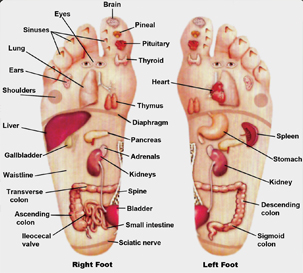 Brain
Eyes
Sinuses
Pineal
Pituitary
Lung
Thyroid
Ears
Heart
Shoulders
Thymus
Diaphragm
Liver
Pancreas
Spleen
Gallbladder
Adrenals
Stomach
Waistline
Kidneys
Kidney
Transverse
colon
Spine
Descending
colon
Ascending
colon
Bladder
Ileocecal
valve
Small intestine
Sigmoid
colon
Sciatic nerve
Right Foot
Left Foot